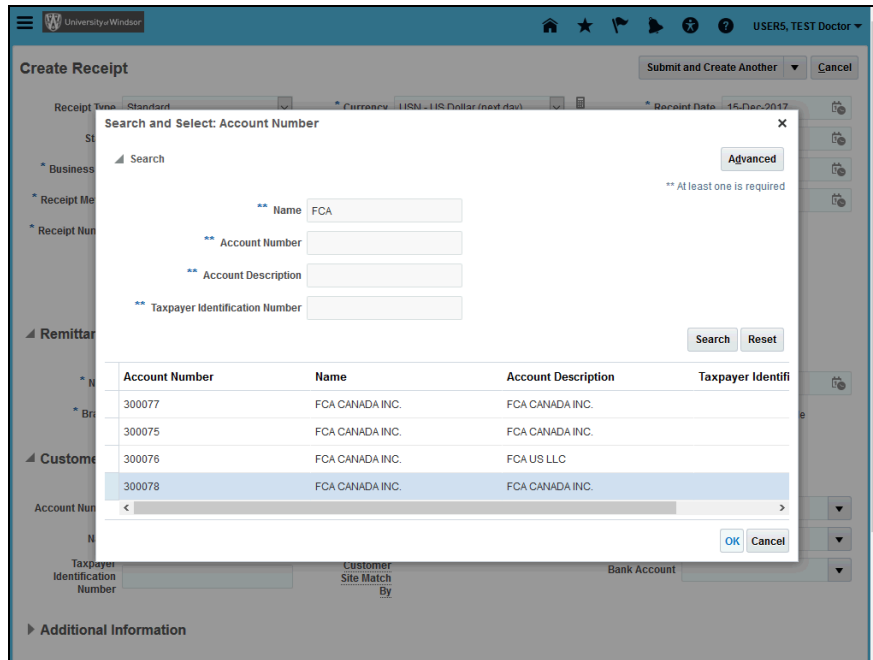 University of Windsor
USER5, TEST Doctor
Create Receipt
Submit and Create Another
Cancel
Receipt Type Standard
* Currency USN - US Dollar (next day)
* Receipt Date 15-Dec-2017
Search and Select: Account Number
St
Search
Advanced
* Business
** At least one is required
* Receipt Me
** Name FCA
* Receipt Num
** Account Number
** Account Description
** Taxpayer Identification Number
Remittan
Search Reset
Account Number Name Account Description Taxpayer Identifi
* N
300077 FCA CANADA INC. FCA CANADA INC.
* Bra
e
300075 FCA CANADA INC. FCA CANADA INC.
Custome
300076 FCA CANADA INC. FCA US LLC
300078 FCA CANADA INC. FCA CANADA INC.
Account Num
N
OK Cancel
Taxpayer
Identification
Number
Customer
Site Match
By
Bank Account
Additional Information